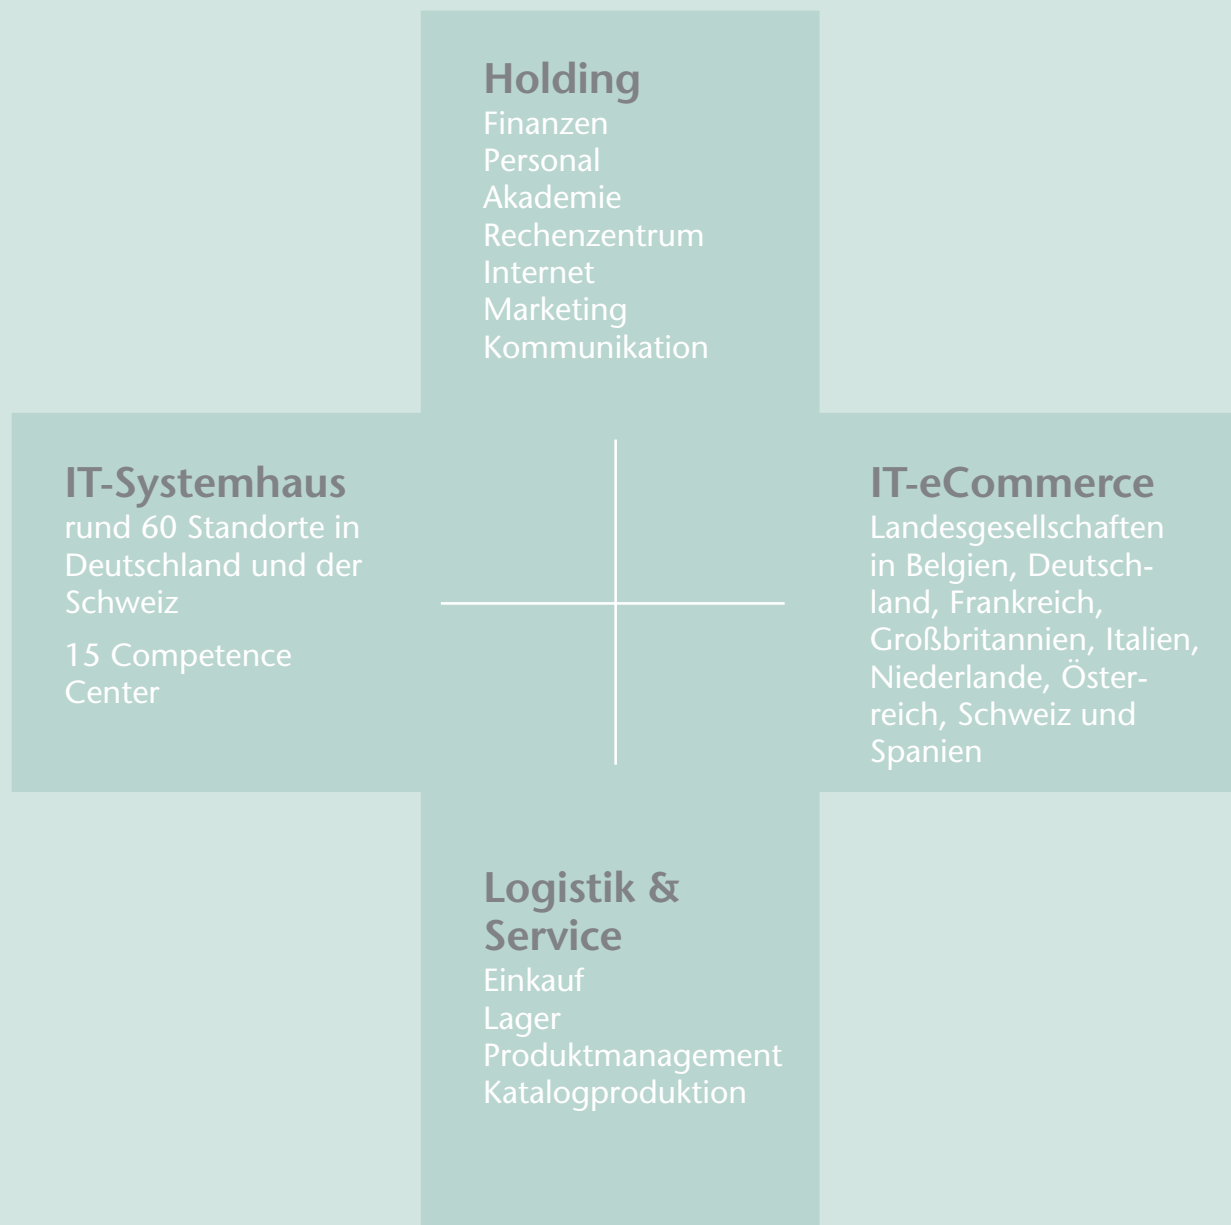 Holding
Finanzen
Personal
Akademie
Rechenzentrum
Internet
Marketing
Kommunikation
IT-Systemhaus
rund 60 Standorte in
Deutschland und der
Schweiz
15 Competence
Center
IT-eCommerce
Landesgesellschaften
in Belgien, Deutsch-
land, Frankreich,
Großbritannien, Italien,
Niederlande, Öster-
reich, Schweiz und
Spanien
Logistik &
Service
Einkauf
Lager
Produktmanagement
Katalogproduktion